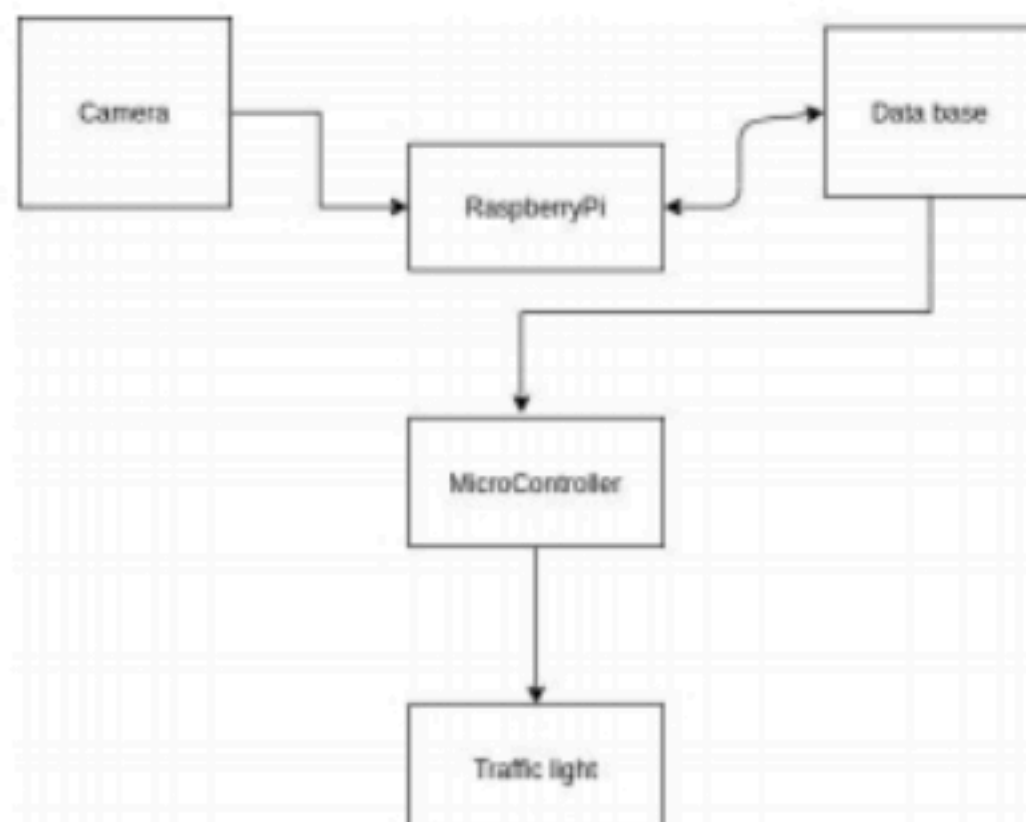 Camera
Data base
RaspberryPi
MicroController
Traffic light